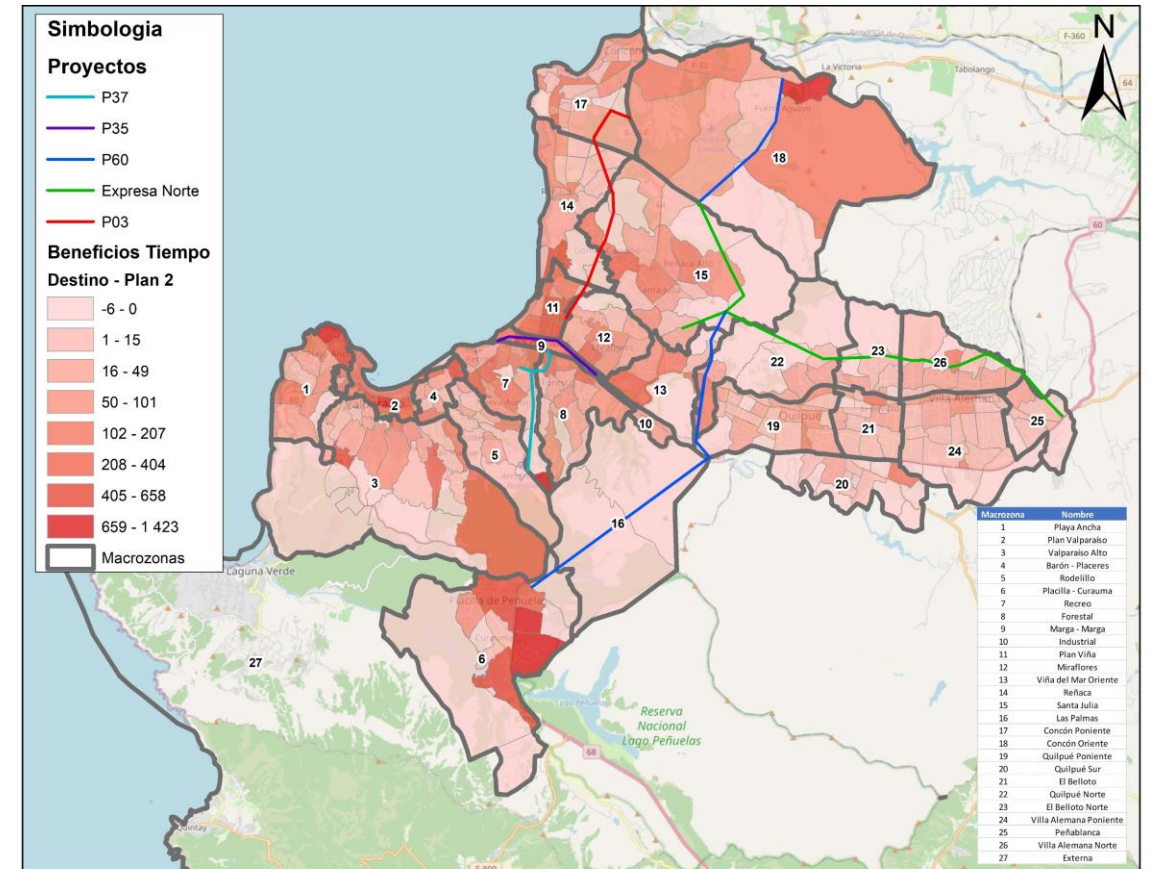 Simbologia
Proyectos
P37
P35
P60
Expresa Norte
P03
Beneficios Tiempo
Destino - Plan 2
-6 - 0
1 - 15
16 - 49
50 - 101
102 - 207
208 - 404
405 - 658
659 - 1 423
Macrozonas
N
F-360
La Victoria
Tabolango
64
60
17
18
14
15
11
12
9
1
2
4
7
8
13
10
5
3
16
22
23
26
25
19
21
24
20
6
27
Laguna Verde
Placilla de Peñuela
Curauma
Quilpué
Reñaca Alto
Lago Peñuelas
Reserva
Nacional
Lago Peñuelas
68
Quintay
F-800
Macrozona Nombre
1 Playa Ancha
2 Plan Valparaíso
3 Valparaíso Alto
4 Barón - Placeres
5 Rodelillo
6 Placilla - Curauma
7 Recreo
8 Forestal
9 Marga - Marga
10 Industrial
11 Plan Viña
12 Miraflores
13 Viña del Mar Oriente
14 Reñaca
15 Santa Julia
16 Las Palmas
17 Concón Poniente
18 Concón Oriente
19 Quilpué Poniente
20 Quilpué Sur
21 El Belloto
22 Quilpué Norte
23 El Belloto Norte
24 Villa Alemana Poniente
25 Peñablanca
26 Villa Alemana Norte
27 Externa